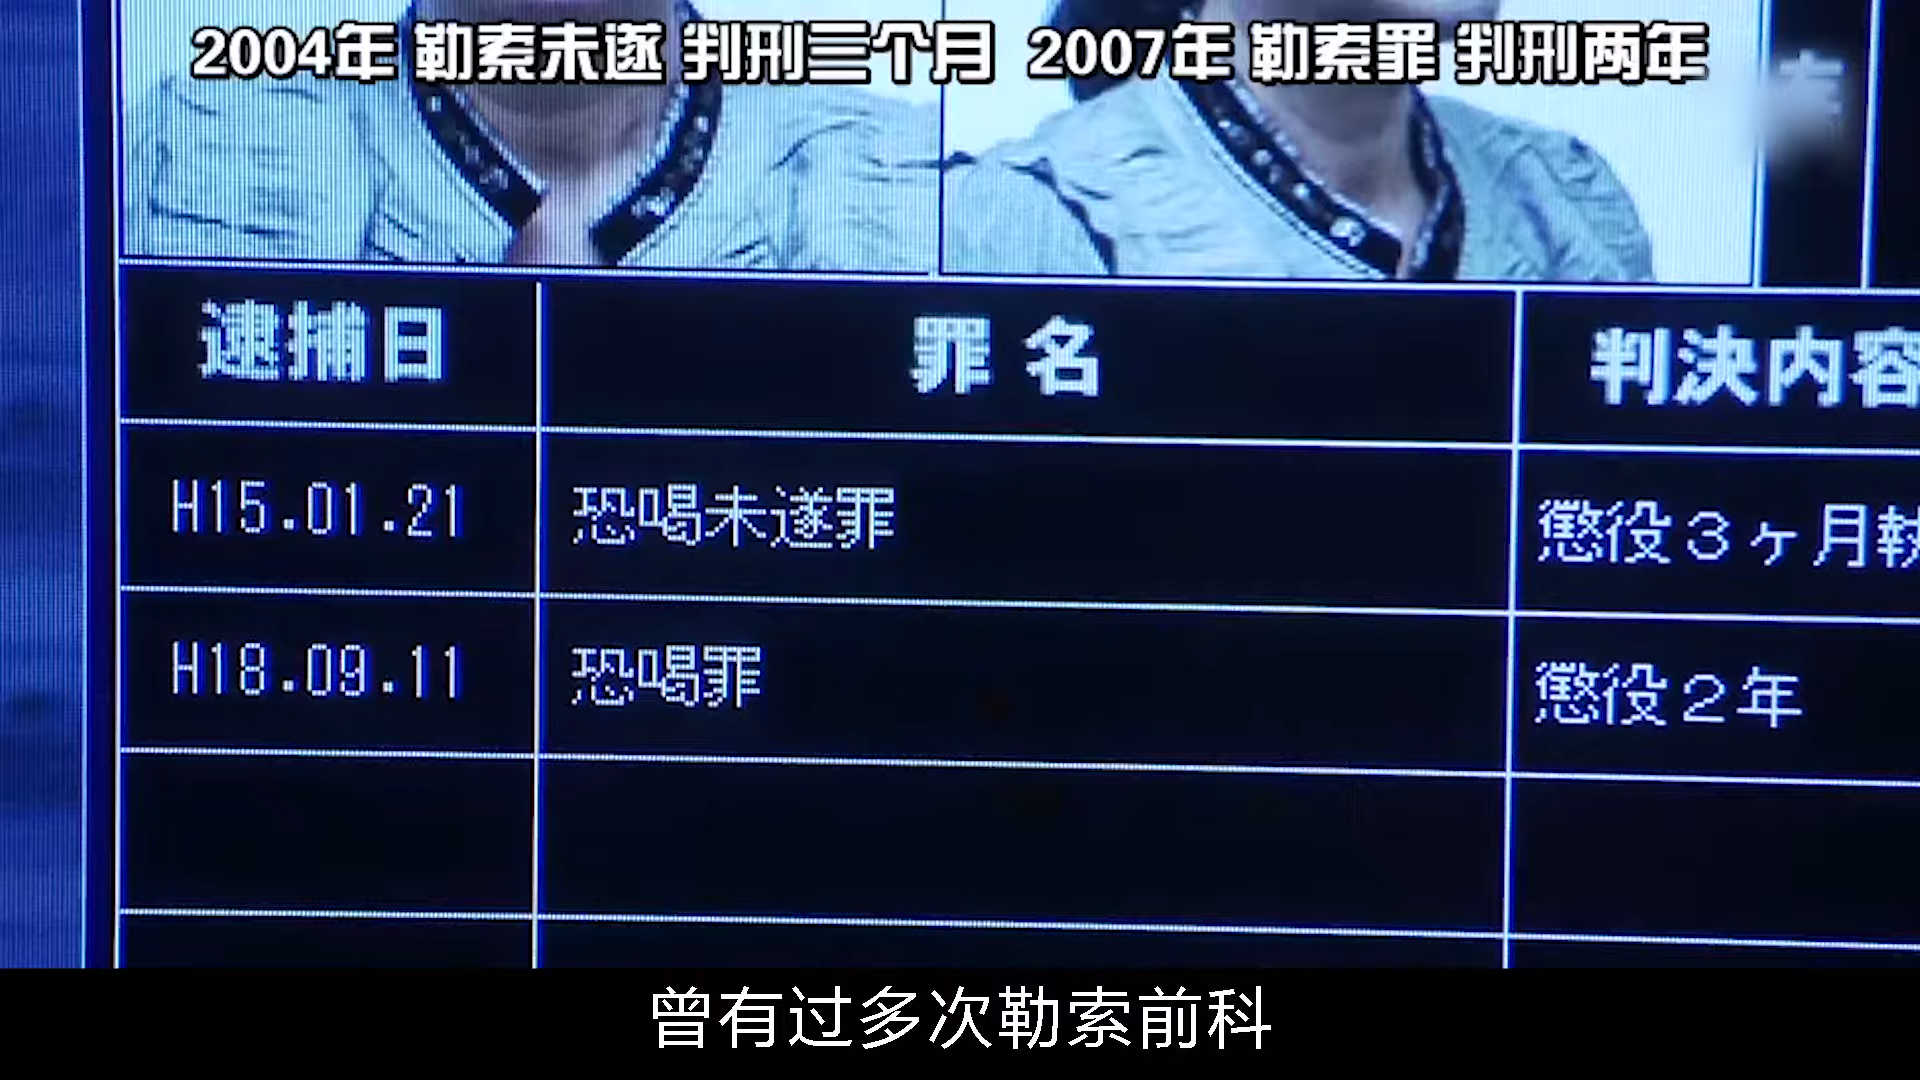 2004年 勒索未遂 判刑三个月 2007年 勒索罪 判刑两年
逮捕日 罪名 判決内容
H15.01.21 恐喝未遂罪 懲役3ヶ月執
H18.09.11 恐喝罪 懲役2年
曾有过多次勒索前科